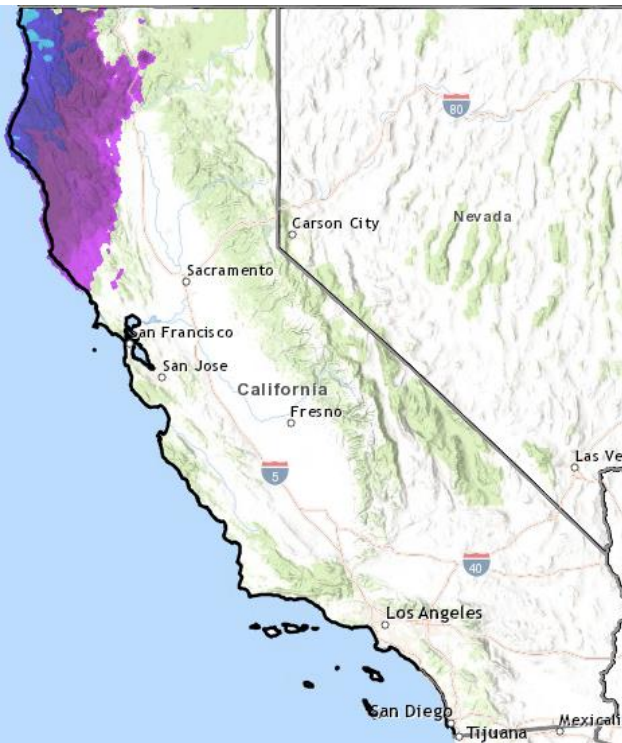 80
Carson City
Nevada
Sacramento
San Francisco
San Jose
California
Fresno
Las Ve
5
40
Los Angeles
San Diego
Tijuana
Mexicali